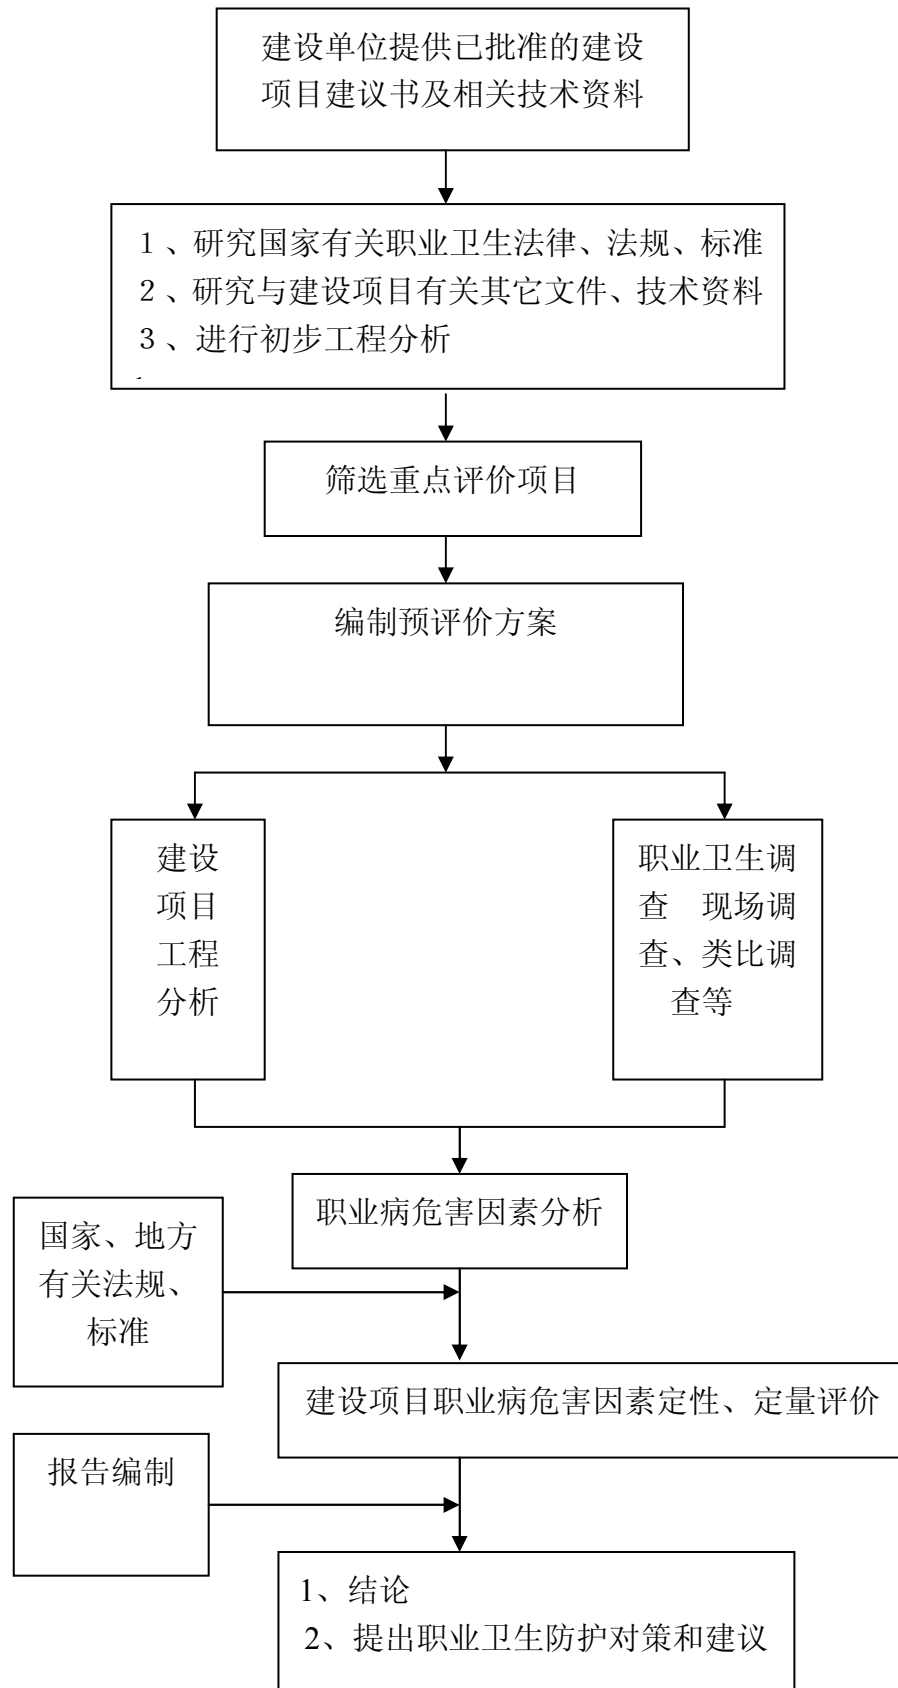 建设单位提供已批准的建设
项目建议书及相关技术资料
１、研究国家有关职业卫生法律、法规、标准
２、研究与建设项目有关其它文件、技术资料
３、进行初步工程分析
筛选重点评价项目
编制预评价方案
建设
项目
工程
分析
职业卫生调
查　现场调
查、类比调
查等
职业病危害因素分析
国家、地方
有关法规、
标准
建设项目职业病危害因素定性、定量评价
报告编制
1、结论
2、提出职业卫生防护对策和建议